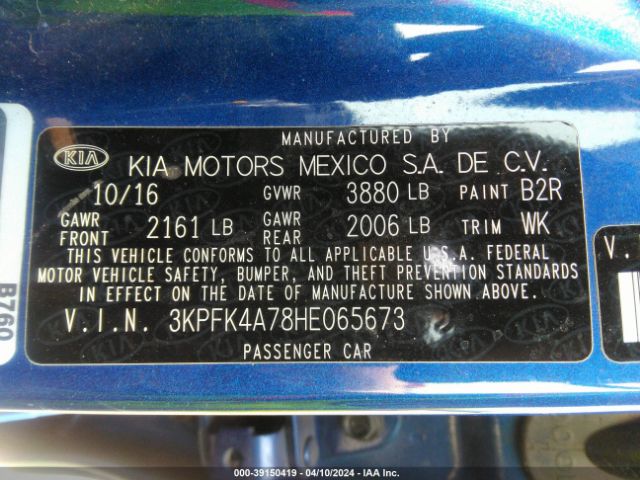 MANUFACTURED BY
KIA KIA MOTORS MEXICO S.A. DE C.V.
10/16 GVWR 3880 LB PAINT B2R
GAWR FRONT 2161 LB GAWR REAR 2006 LB TRIM WK
THIS VEHICLE CONFORMS TO ALL APPLICABLE U.S.A. FEDERAL
MOTOR VEHICLE SAFETY, BUMPER, AND THEFT PREVENTION STANDARDS
IN EFFECT ON THE DATE OF MANUFACTURE SHOWN ABOVE.
V.I.N. 3KPFK4A78HE065673
PASSENGER CAR
B760
V.
000-39150419 - 04/10/2024 - IAA Inc.